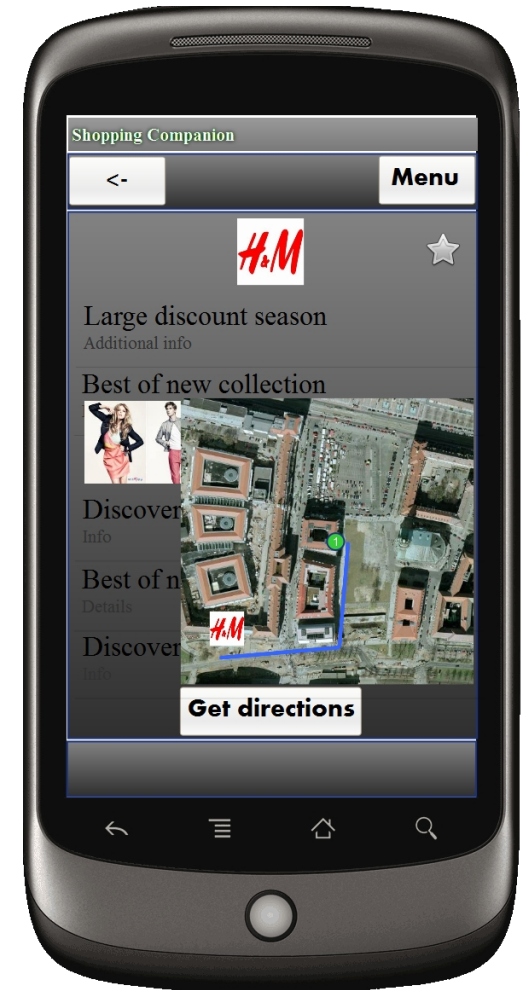 Shopping Companion
<-
Menu
H&M
Large discount season
Additional info
Best of new collection
Discover
Info
Best of n
Details
1
H&M
Discover
Info
Get directions